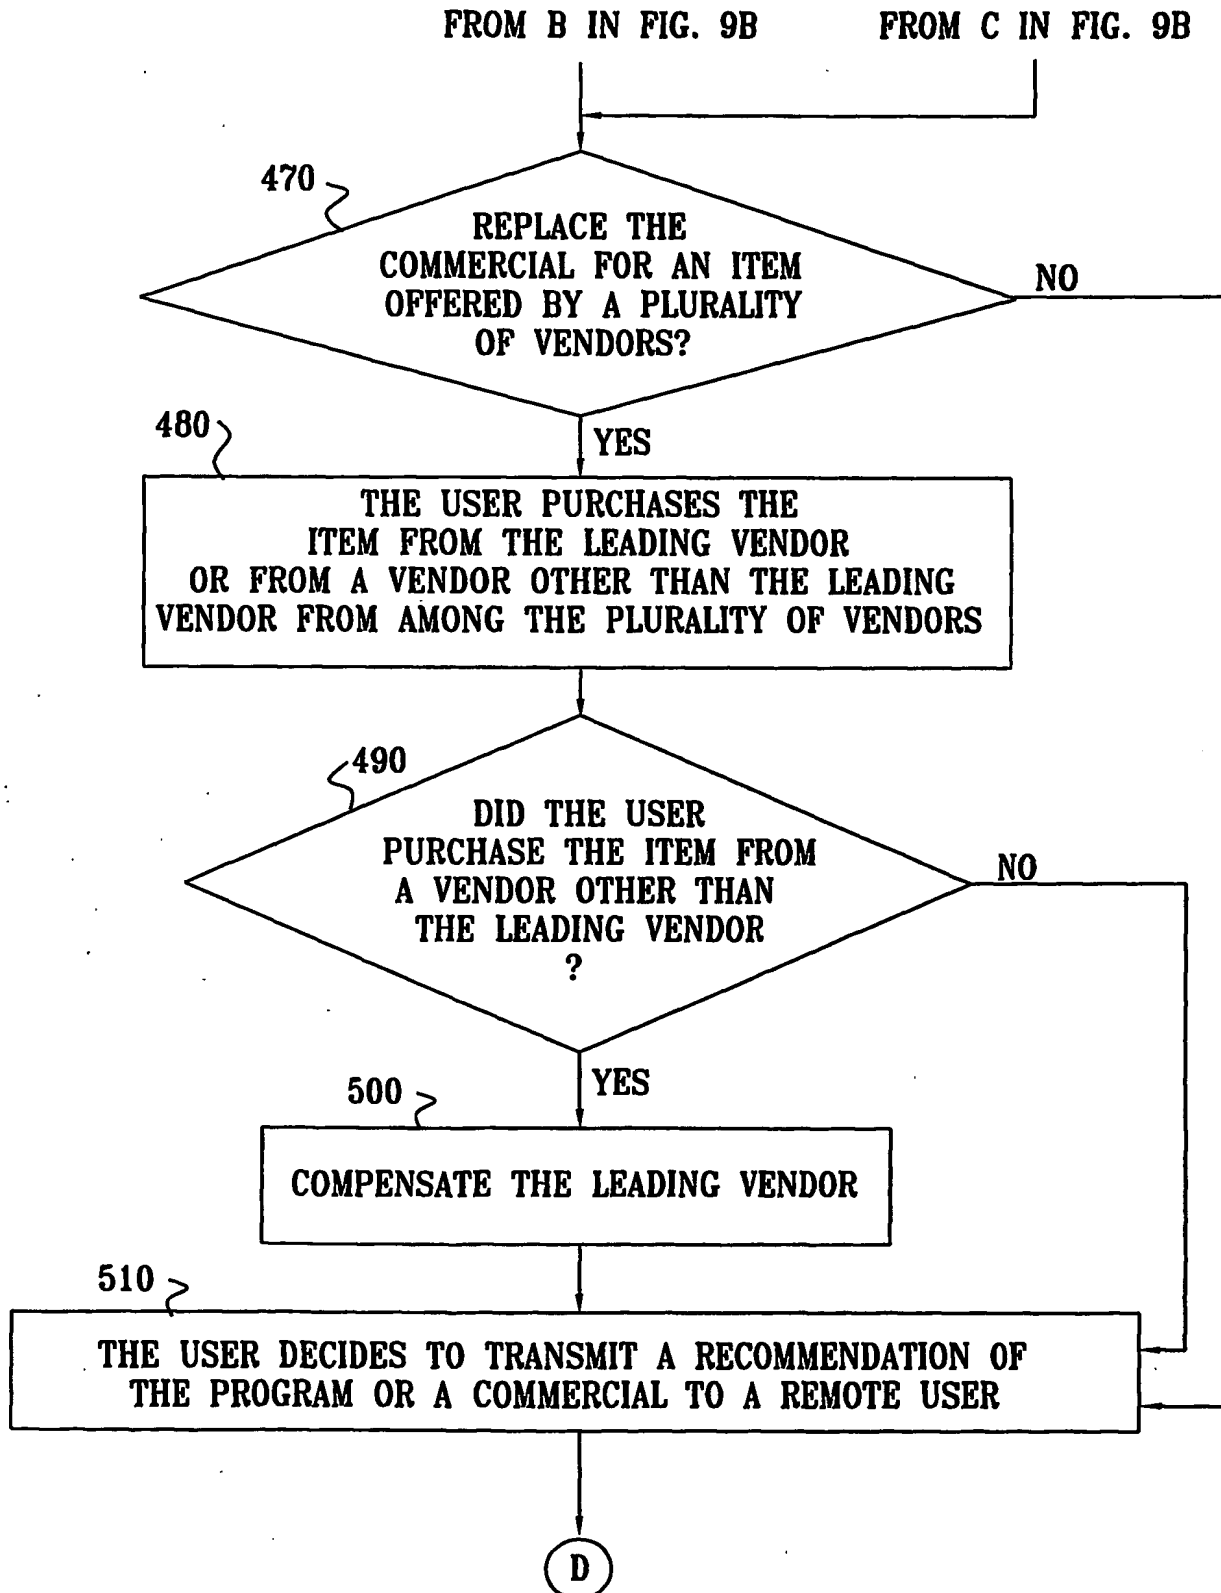 FROM B IN FIG. 9B
FROM C IN FIG. 9B
470
REPLACE THE
COMMERCIAL FOR AN ITEM
OFFERED BY A PLURALITY
OF VENDORS?
NO
YES
480
THE USER PURCHASES THE
ITEM FROM THE LEADING VENDOR
OR FROM A VENDOR OTHER THAN THE LEADING
VENDOR FROM AMONG THE PLURALITY OF VENDORS
490
DID THE USER
PURCHASE THE ITEM FROM
A VENDOR OTHER THAN
THE LEADING VENDOR
?
NO
YES
500
COMPENSATE THE LEADING VENDOR
510
THE USER DECIDES TO TRANSMIT A RECOMMENDATION OF
THE PROGRAM OR A COMMERCIAL TO A REMOTE USER
D